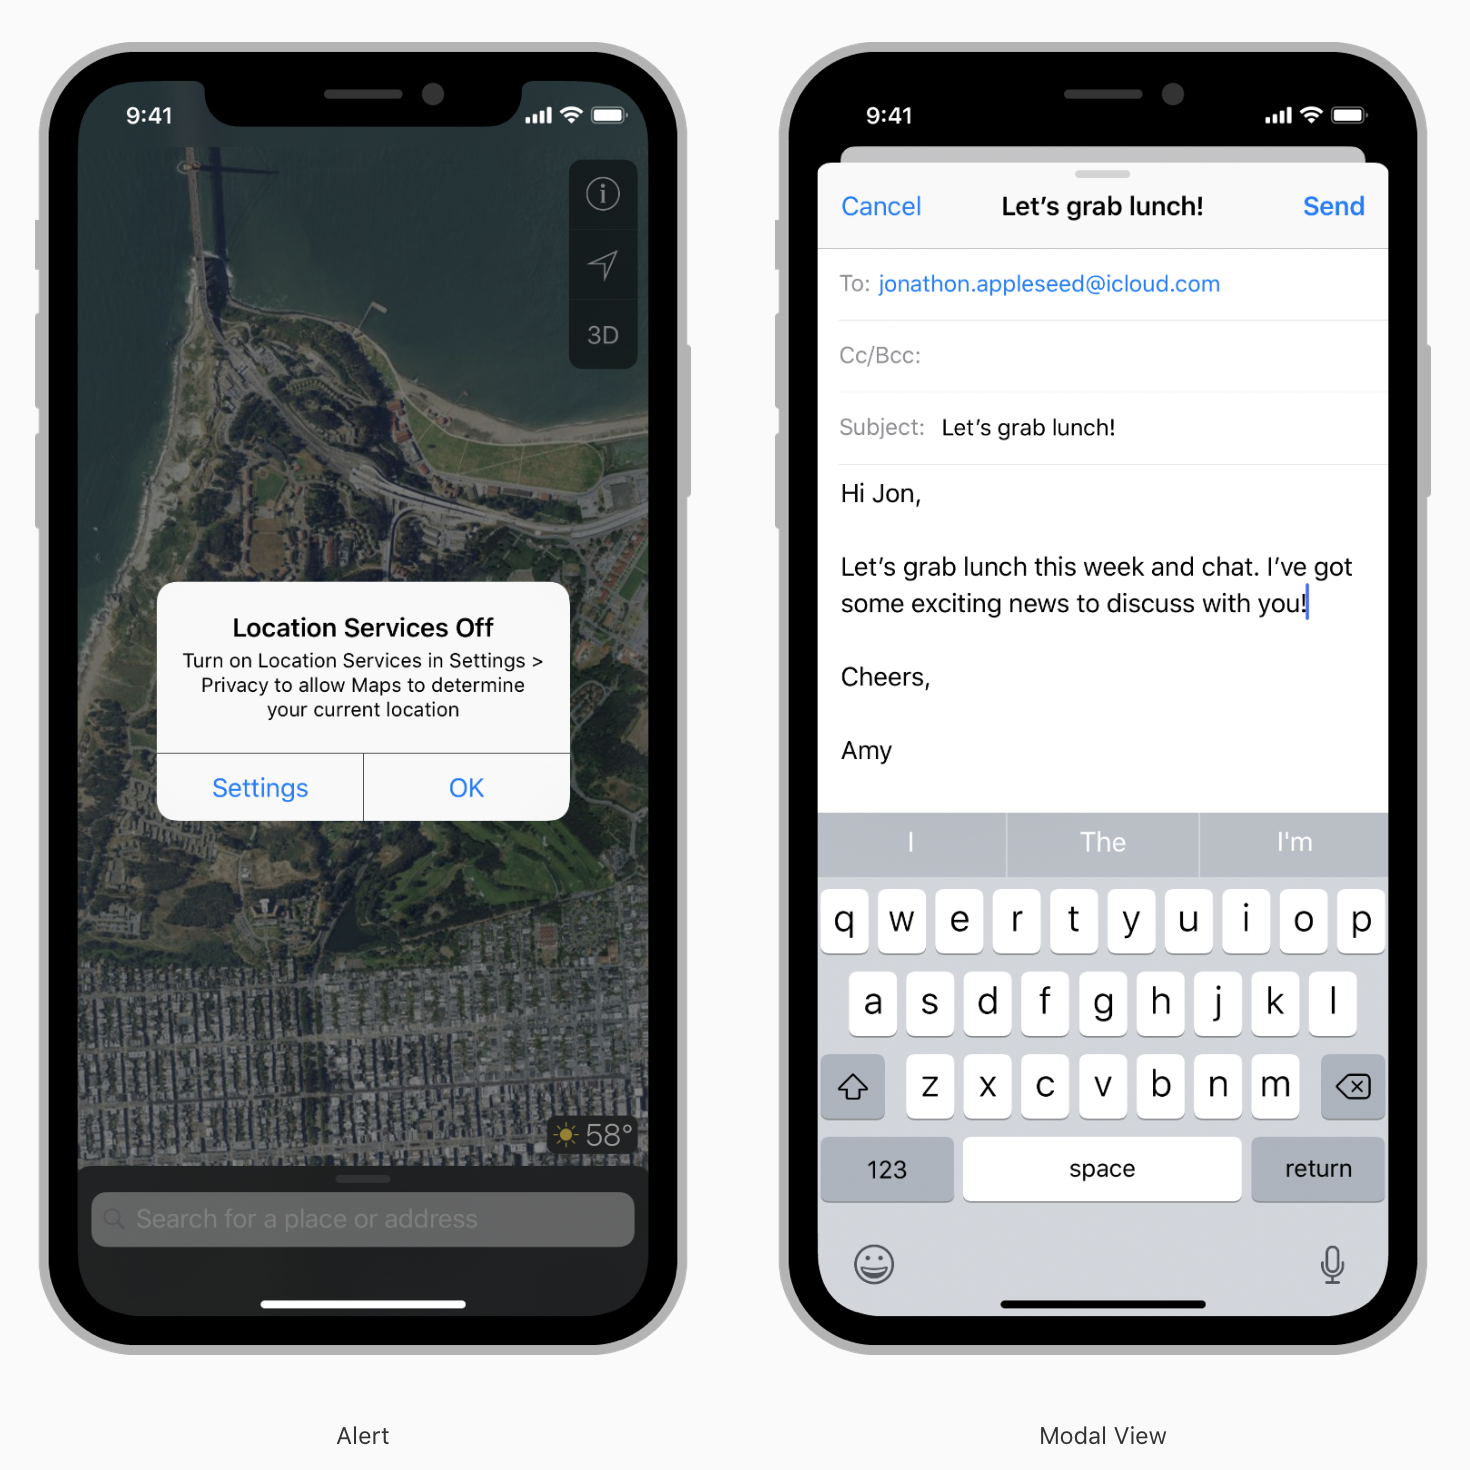 9:41
3D
Location Services Off
Turn on Location Services in Settings >
Privacy to allow Maps to determine
your current location
Settings
OK
58°
Search for a place or address
Alert
9:41
Cancel
Let’s grab lunch!
Send
To: jonathon.appleseed@icloud.com
Cc/Bcc:
Subject: Let’s grab lunch!
Hi Jon,
Let’s grab lunch this week and chat. I’ve got
some exciting news to discuss with you!
Cheers,
Amy
I The I'm
q w e r t y u i o p
a s d f g h j k l
z x c v b n m
123 space return
Modal View